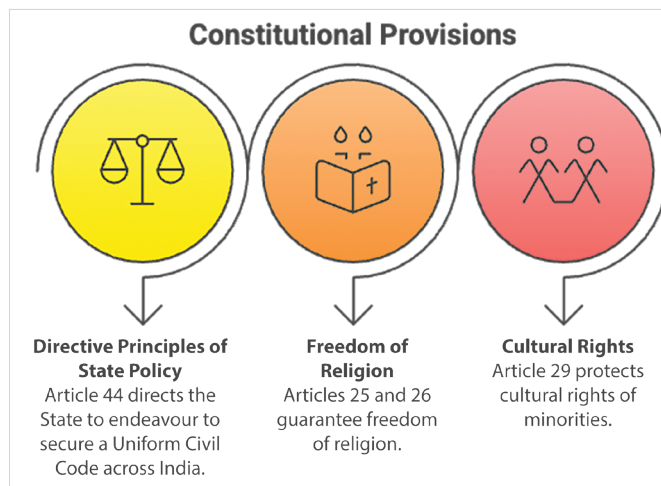 Constitutional Provisions
Directive Principles of
State Policy
Article 44 directs the
State to endeavour to
secure a Uniform Civil
Code across India.
Freedom of
Religion
Articles 25 and 26
guarantee freedom
of religion.
Cultural Rights
Article 29 protects
cultural rights of
minorities.